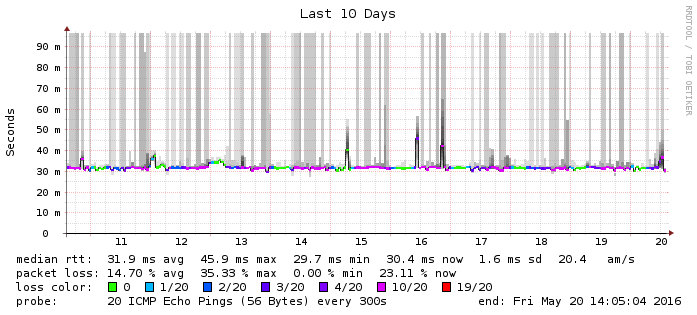 Last 10 Days
RRDTOOL / TOBI OETIKER
Seconds
90 m
80 m
70 m
60 m
50 m
40 m
30 m
20 m
10 m
0
11 12 13 14 15 16 17 18 19 20
median rtt: 31.9 ms avg 45.9 ms max 29.7 ms min 30.4 ms now 1.6 ms sd 20.4 am/s
packet loss: 14.70 % avg 35.33 % max 0.00 % min 23.11 % now
loss color: 0 1/20 2/20 3/20 4/20 10/20 19/20
probe: 20 ICMP Echo Pings (56 Bytes) every 300s end: Fri May 20 14:05:04 2016